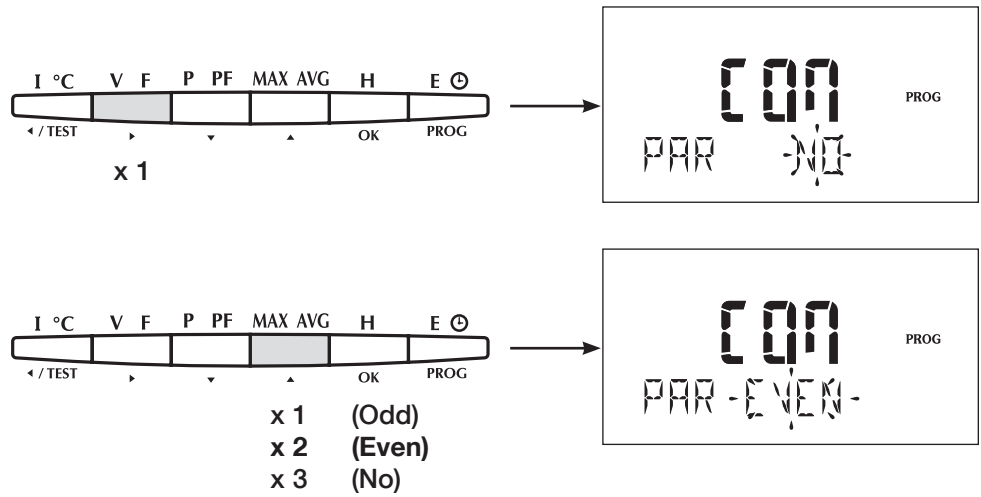 I °C V F P PF MAX AVG H E
◂ / TEST ▸ ▾ ▴ OK PROG
x 1
COM
PROG
PAR NO
I °C V F P PF MAX AVG H E
◂ / TEST ▸ ▾ ▴ OK PROG
x 1 (Odd)
x 2 (Even)
x 3 (No)
COM
PROG
PAR EVEN